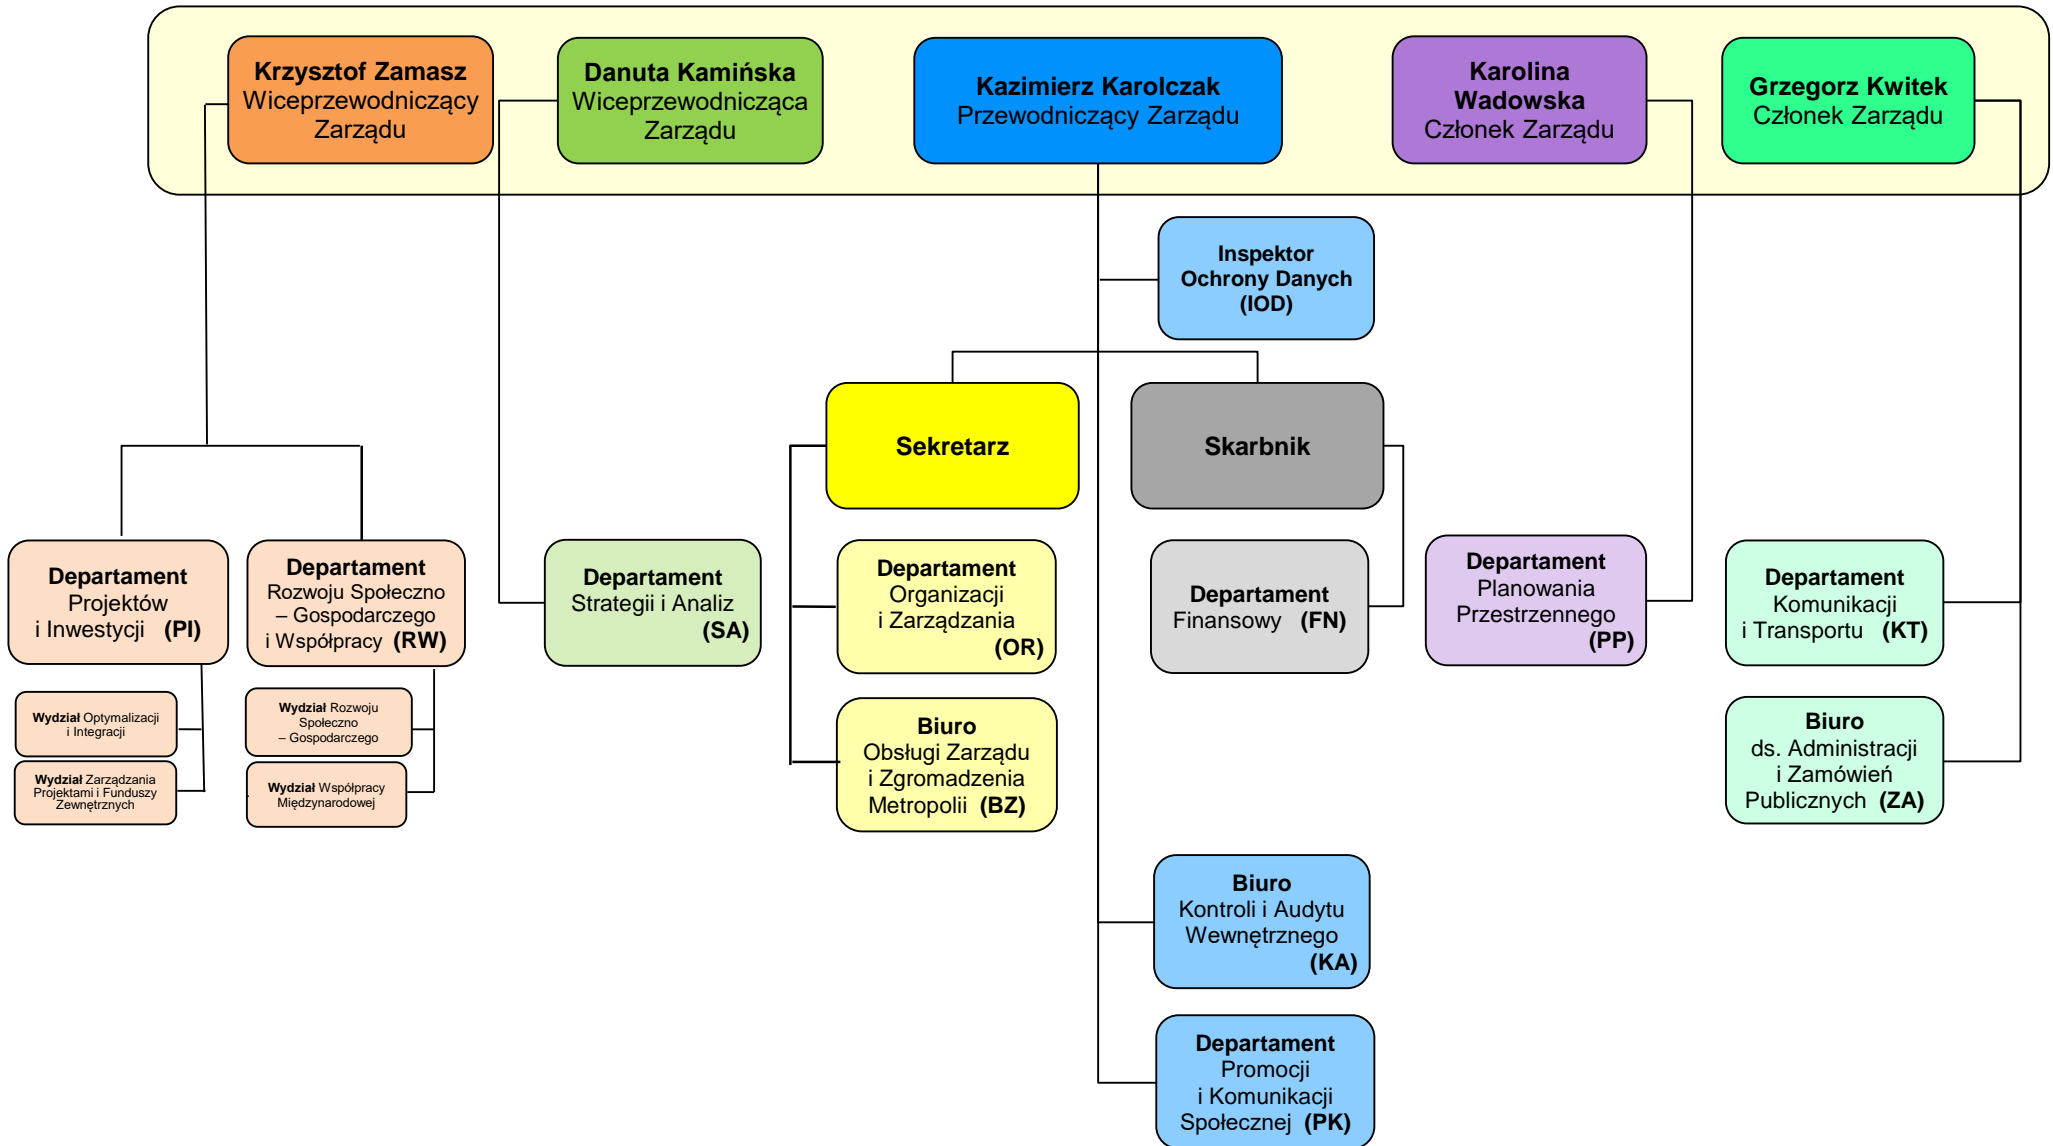 Krzysztof Zamasz
Wiceprzewodniczący
Zarządu
Danuta Kamińska
Wiceprzewodnicząca
Zarządu
Kazimierz Karolczak
Przewodniczący Zarządu
Karolina
Wadowska
Członek Zarządu
Grzegorz Kwitek
Członek Zarządu
Inspektor
Ochrony Danych
(IOD)
Sekretarz
Skarbnik
Departament
Projektów
i Inwestycji (PI)
Departament
Rozwoju Społeczno
– Gospodarczego
i Współpracy (RW)
Departament
Strategii i Analiz
(SA)
Departament
Organizacji
i Zarządzania
(OR)
Departament
Finansowy (FN)
Departament
Planowania
Przestrzennego
(PP)
Departament
Komunikacji
i Transportu (KT)
Wydział Optymalizacji
i Integracji
Wydział Zarządzania
Projektami i Funduszy
Zewnętrznych
Wydział Rozwoju
Społeczno
– Gospodarczego
Wydział Współpracy
Międzynarodowej
Biuro
Obsługi Zarządu
i Zgromadzenia
Metropolii (BZ)
Biuro
ds. Administracji
i Zamówień
Publicznych (ZA)
Biuro
Kontroli i Audytu
Wewnętrznego
(KA)
Departament
Promocji
i Komunikacji
Społecznej (PK)